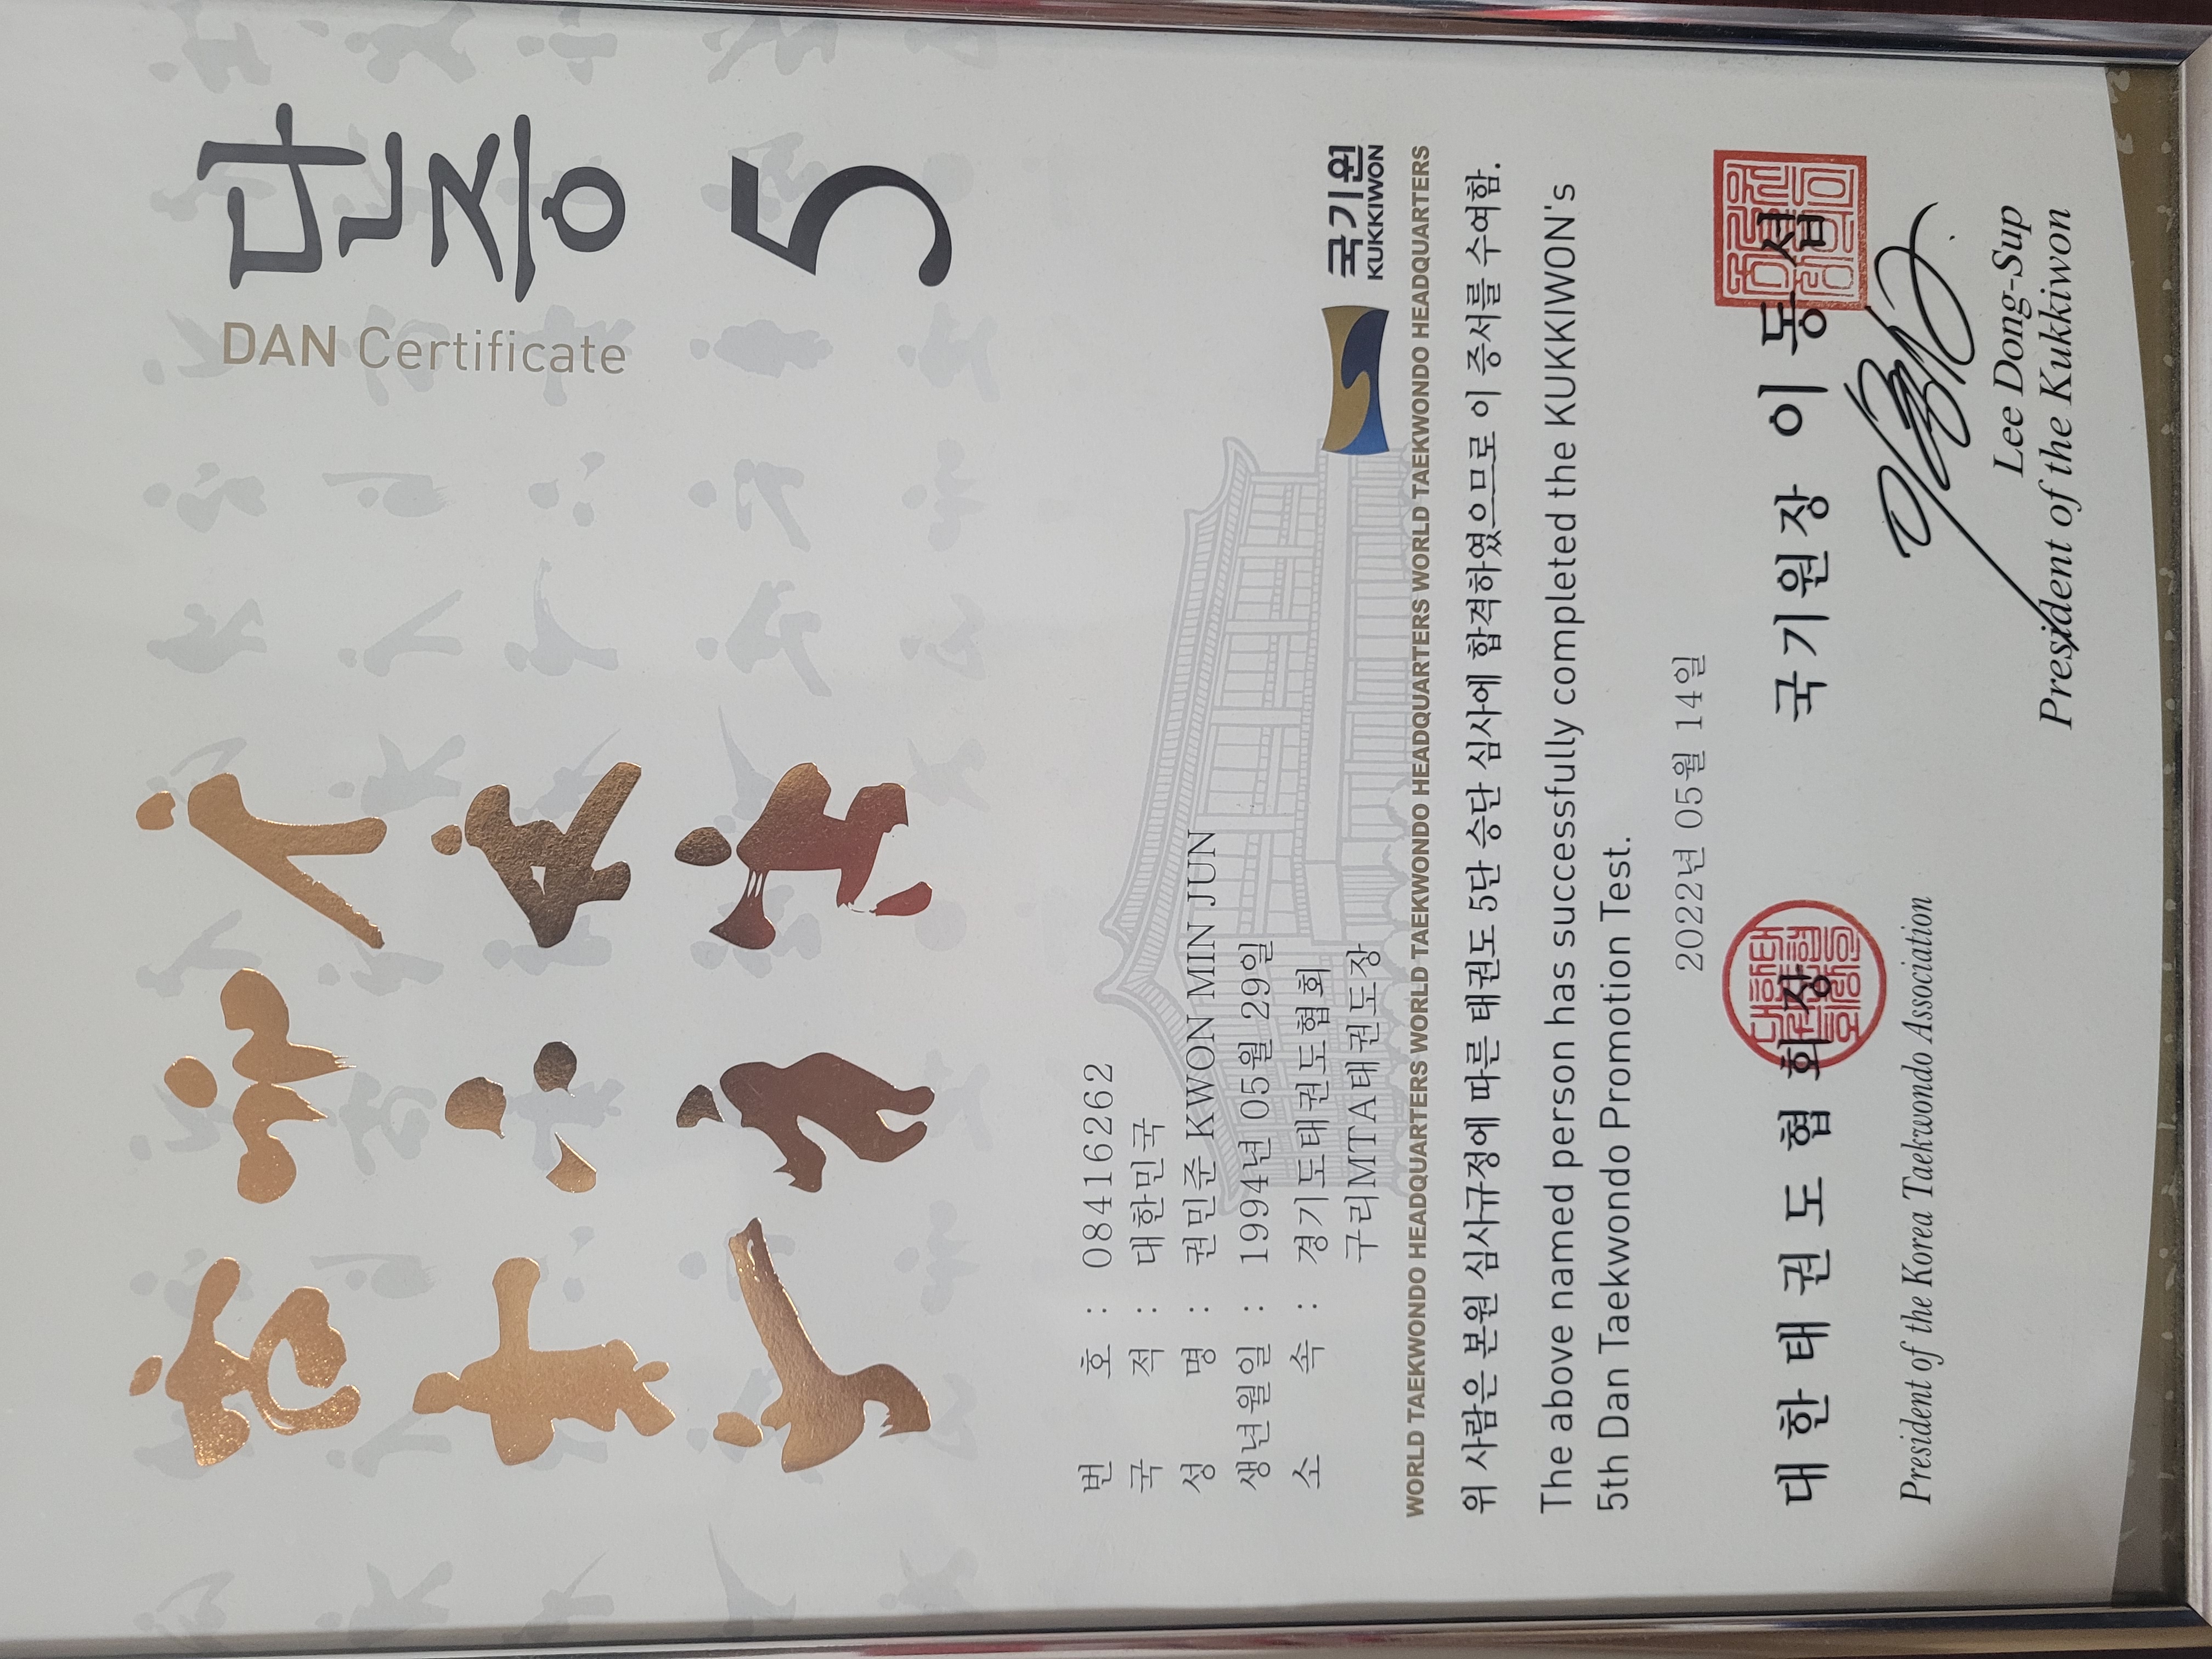 단증
DAN Certificate
5
번 호 : 08416262
국 적 : 대한민국
성 명 : 권민준 KWON MIN JUN
생년월일 : 1994년 05월 29일
소 속 : 경기도태권도협회
구리MTA태권도장
국기원
KUKKIWON
WORLD TAEKWONDO HEADQUARTERS WORLD TAEKWONDO HEADQUARTERS WORLD TAEKWONDO HEADQUARTERS WORLD TAEKWONDO HEADQUARTERS
위 사람은 본원 심사규정에 따른 태권도 5단 승단 심사에 합격하였으므로 이 증서를 수여함.
The above named person has successfully completed the KUKKIWON's
5th Dan Taekwondo Promotion Test.
2022년 05월 14일
대한태권도협회장
President of the Korea Taekwondo Association
국기원장 이동섭
Lee Dong-Sup
President of the Kukkiwon